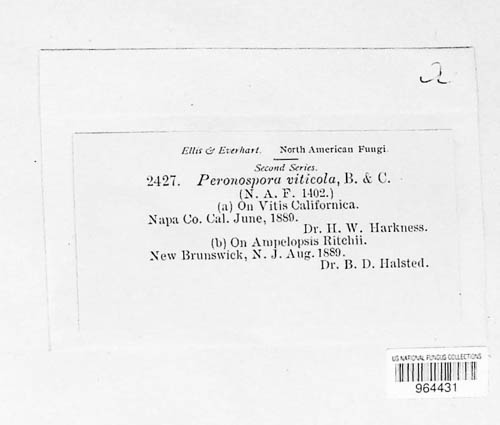 Ellis & Everhart. North American Fungi.
Second Series.
2427. Peronospora viticola, B. & C.
(N. A. F. 1402.)
(a) On Vitis Californica.
Napa Co. Cal. June, 1889.
Dr. H. W. Harkness.
(b) On Ampelopsis Ritchii.
New Brunswick, N. J. Aug. 1889.
Dr. B. D. Halsted.
US NATIONAL FUNGUS COLLECTIONS
964431